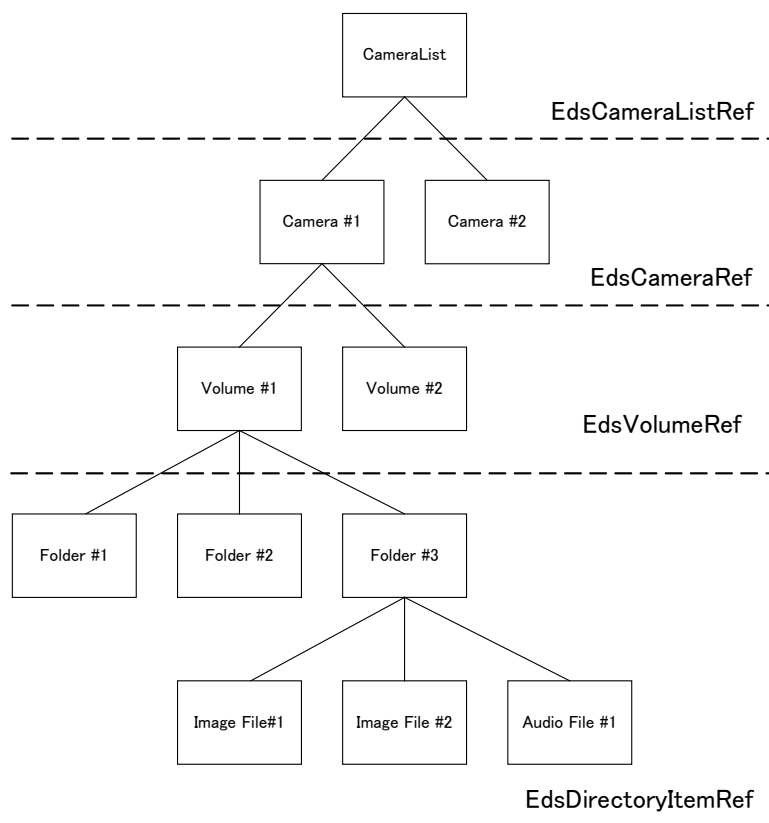 CameraList
EdsCameraListRef
Camera #1
Camera #2
EdsCameraRef
Volume #1
Volume #2
EdsVolumeRef
Folder #1
Folder #2
Folder #3
Image File#1
Image File #2
Audio File #1
EdsDirectoryItemRef